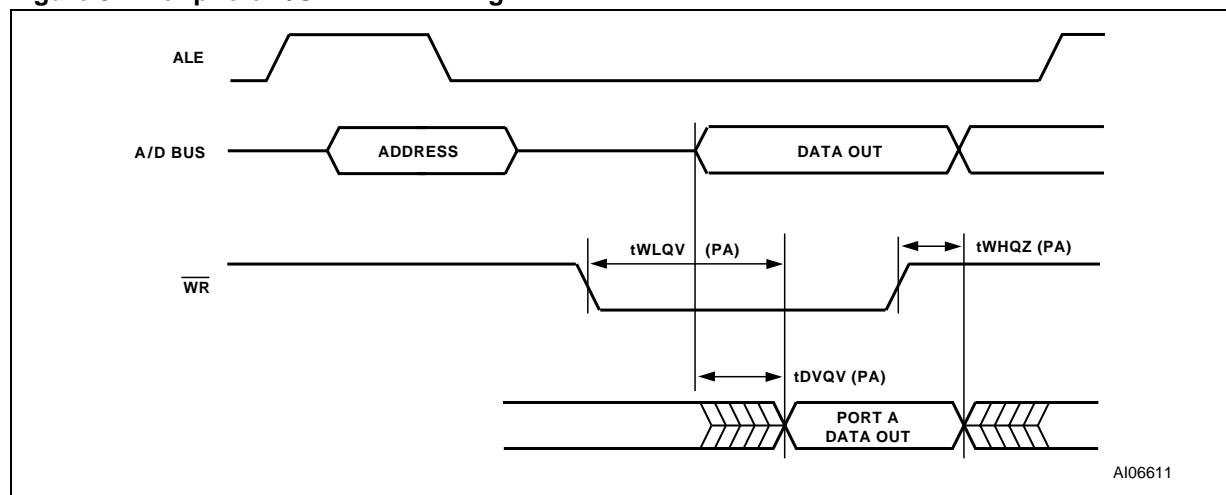 ALE
A/D BUS
ADDRESS
DATA OUT
tWLQV (PA)
tWHQZ (PA)
WR
tDVQV (PA)
PORT A
DATA OUT
AI06611